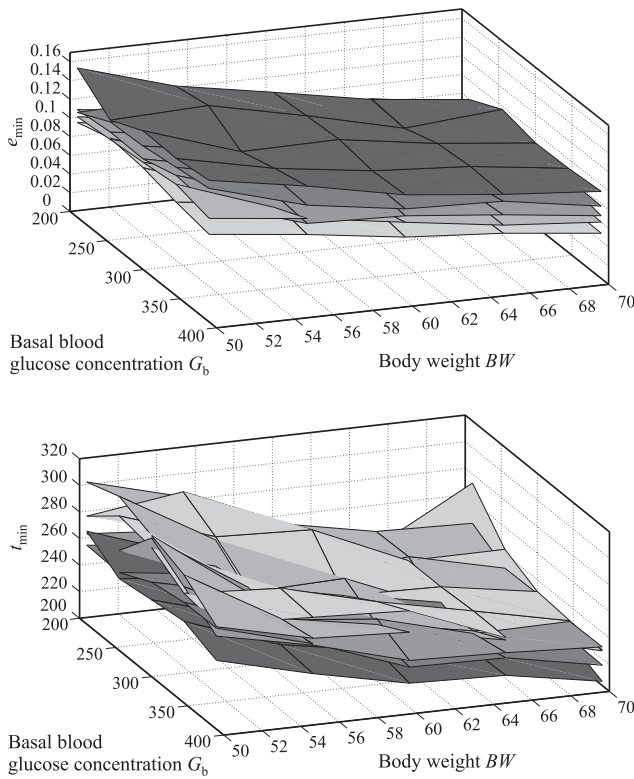 0.16
0.14
0.12
0.1
0.08
0.06
0.04
0.02
0
e_min
200
250
300
350
400
50 52 54 56 58 60 62 64 66 68 70
Basal blood
glucose concentration G_b
Body weight BW
320
300
280
260
240
220
200
t_min
200
250
300
350
400
50 52 54 56 58 60 62 64 66 68 70
Basal blood
glucose concentration G_b
Body weight BW